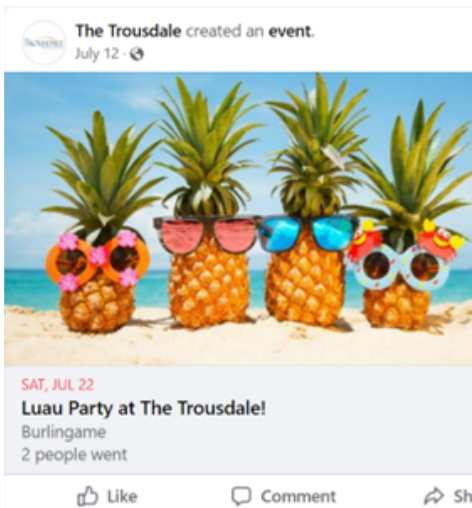 The Trousdale created an event.
July 12 ·
SAT, JUL 22
Luau Party at The Trousdale!
Burlingame
2 people went
Like Comment Sh